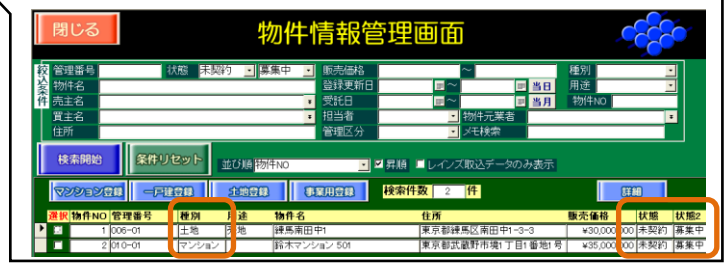 閉じる 物件情報管理画面
絞込条件 管理番号 状態 未契約 募集中 販売価格 ～ 種別
物件名 登録更新日 ～ 当日 用途
売主名 受託日 ～ 当月 物件NO
買主名 担当者 物件元業者
住所 管理区分 メモ検索
検索開始 条件リセット 並び順 物件NO 昇順 レインズ取込データのみ表示
マンション登録 一戸建登録 土地登録 事業用登録 検索件数 2 件 詳細
選択 物件NO 管理番号 種別 用途 物件名 住所 販売価格 状態 状態2
1 006-01 土地 宅地 練馬南田中1 東京都練馬区南田中1-3-3 ¥30,000,000 未契約 募集中
2 010-01 マンション 鈴木マンション 501 東京都武蔵野市境1丁目1番地1号 ¥35,000,000 未契約 募集中